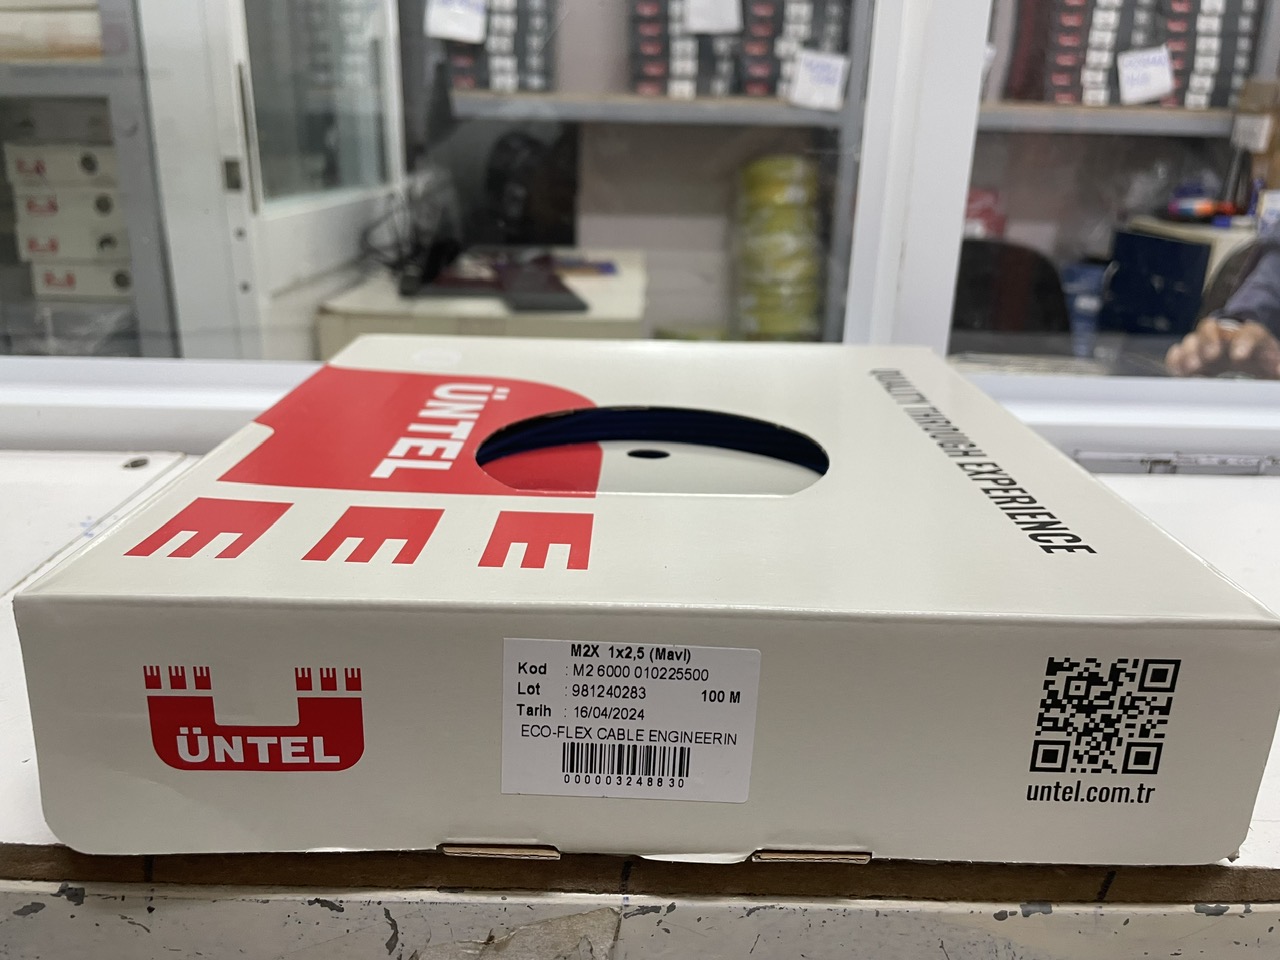 ÜNTEL
QUALITY THROUGH EXPERIENCE
ÜNTEL
M2X 1x2,5 (Mavi)
Kod : M2 6000 010225500
Lot : 981240283 100 M
Tarih : 16/04/2024
ECO-FLEX CABLE ENGINEERIN
000003248830
untel.com.tr